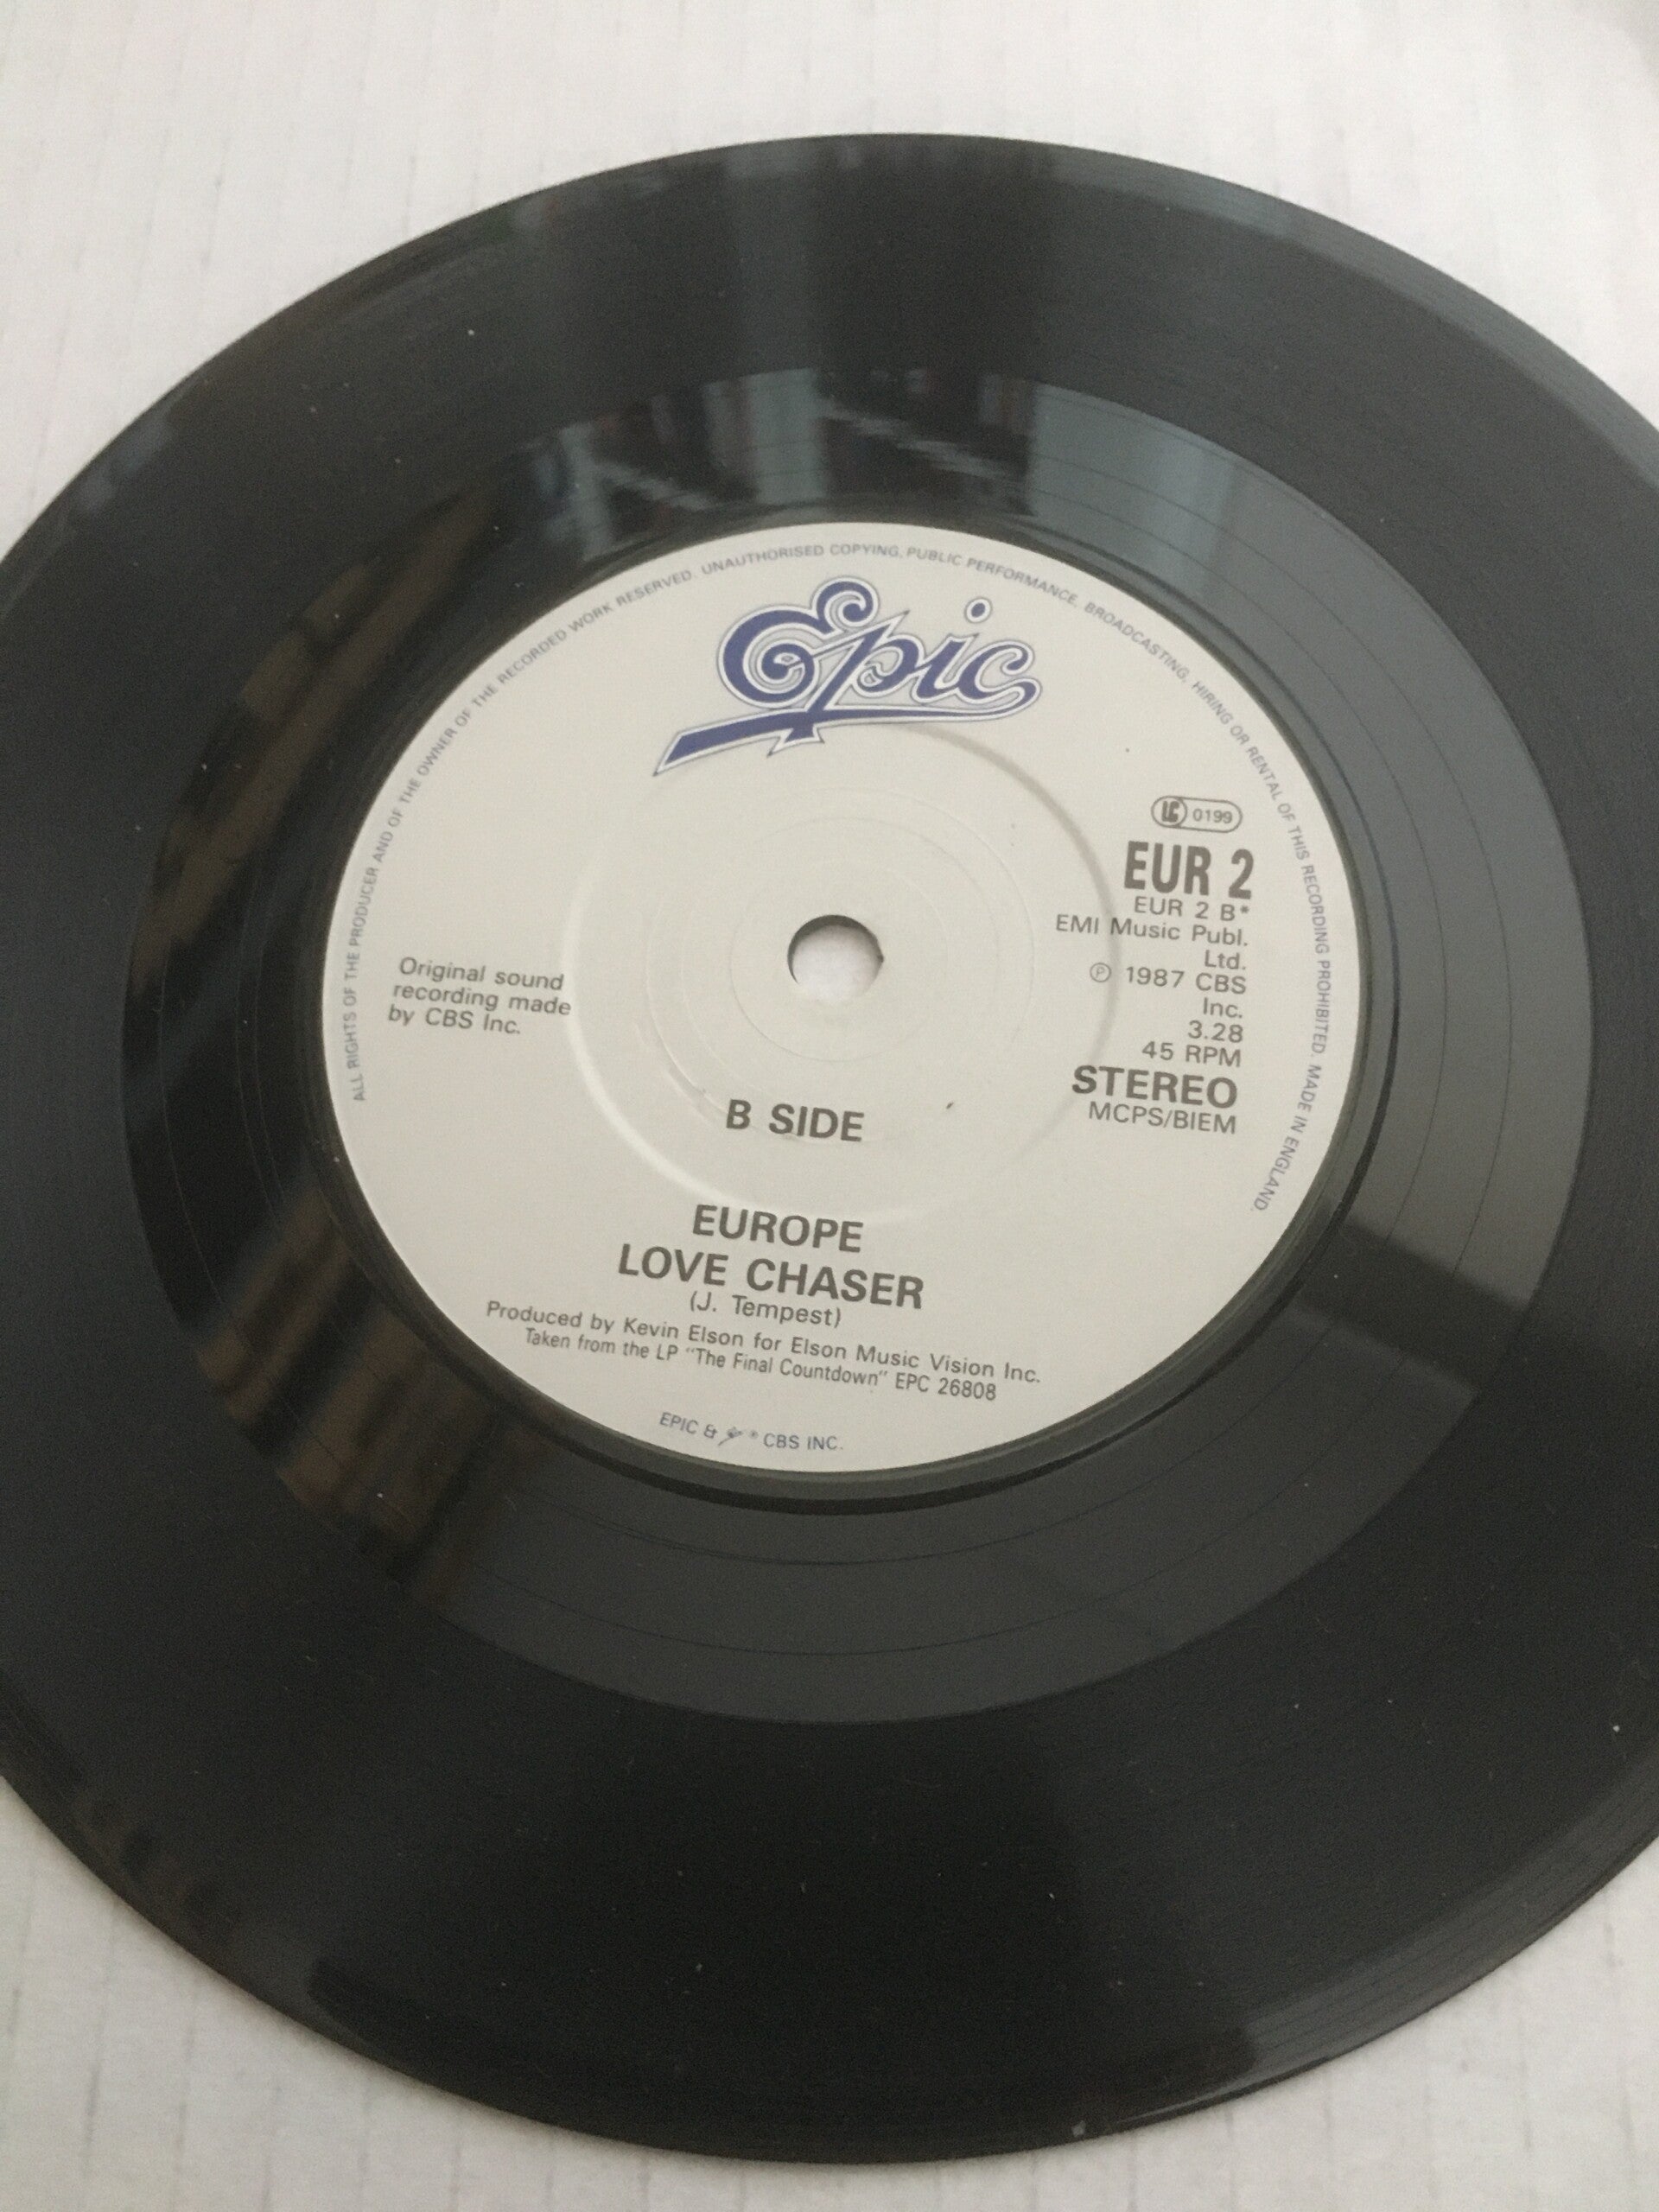 ALL RIGHTS OF THE PRODUCER AND OF THE OWNER OF THE RECORDED WORK RESERVED. UNAUTHORISED COPYING, PUBLIC PERFORMANCE, BROADCASTING, HIRING OR RENTAL OF THIS RECORDING PROHIBITED. MADE IN ENGLAND.
Epic
LC 0199
EUR 2
EUR 2 B*
EMI Music Publ.
Ltd.
℗ 1987 CBS
Inc.
3.28
45 RPM
STEREO
MCPS/BIEM
Original sound
recording made
by CBS Inc.
B SIDE
EUROPE
LOVE CHASER
(J. Tempest)
Produced by Kevin Elson for Elson Music Vision Inc.
Taken from the LP "The Final Countdown" EPC 26808
EPIC & ® CBS INC.